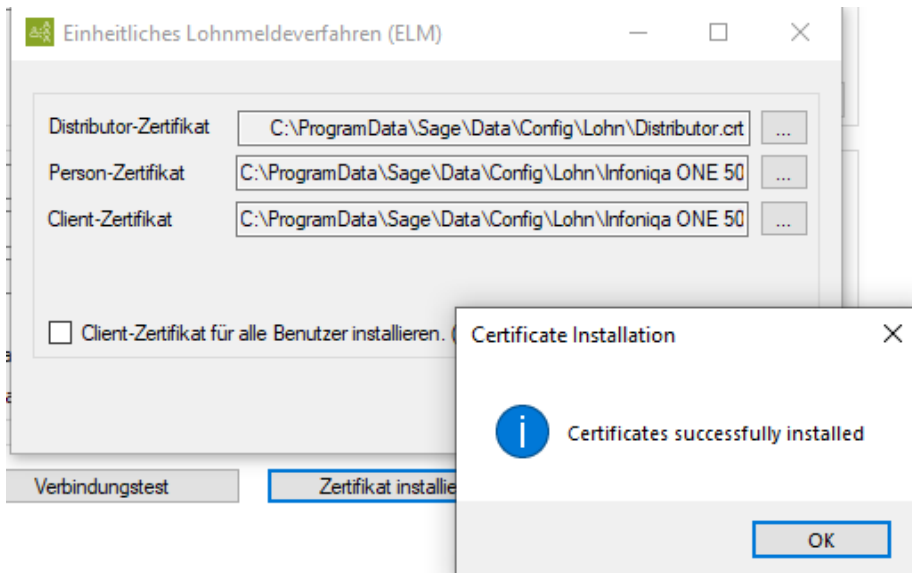 Einheitliches Lohnmeldeverfahren (ELM)
Distributor-Zertifikat C:\ProgramData\Sage\Data\Config\Lohn\Distributor.crt ...
Person-Zertifikat C:\ProgramData\Sage\Data\Config\Lohn\Infoniqa ONE 50 ...
Client-Zertifikat C:\ProgramData\Sage\Data\Config\Lohn\Infoniqa ONE 50 ...
Client-Zertifikat für alle Benutzer installieren. (
Certificate Installation
Certificates successfully installed
OK
Verbindungstest
Zertifikat installie